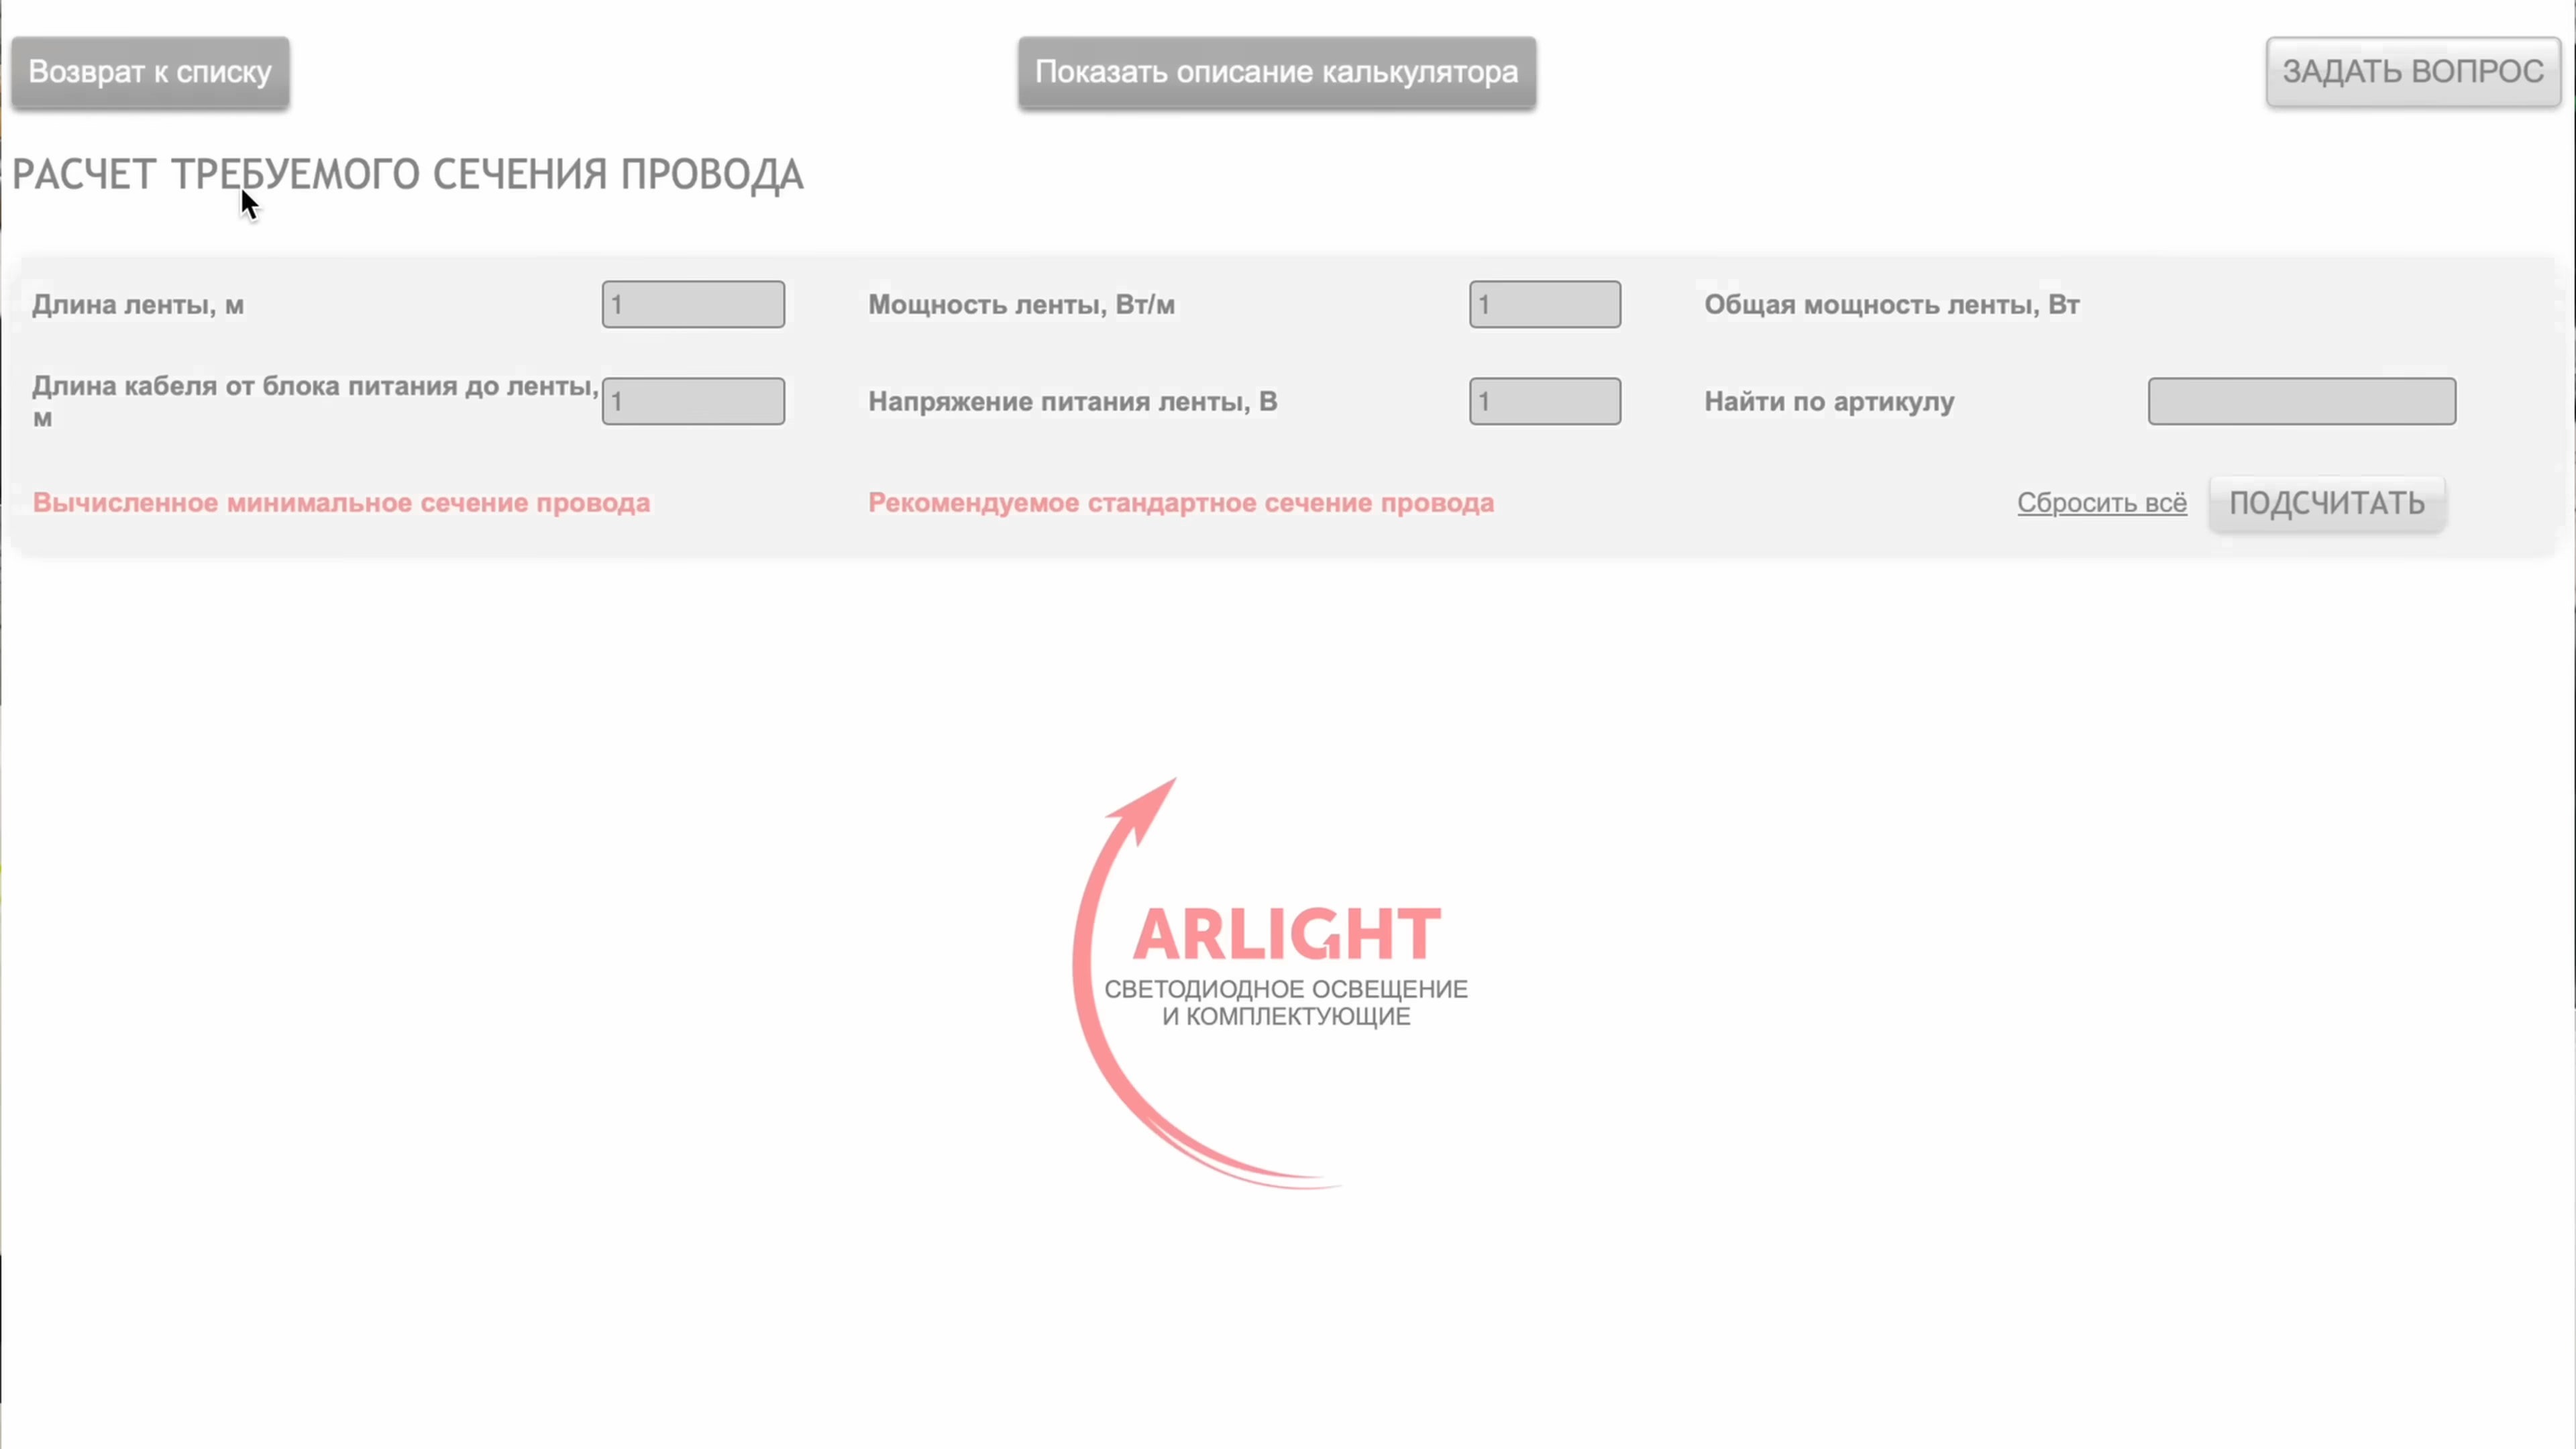 Возврат к списку
Показать описание калькулятора
ЗАДАТЬ ВОПРОС
РАСЧЕТ ТРЕБУЕМОГО СЕЧЕНИЯ ПРОВОДА
Длина ленты, м
1
Мощность ленты, Вт/м
1
Общая мощность ленты, Вт
Длина кабеля от блока питания до ленты,
м
1
Напряжение питания ленты, В
1
Найти по артикулу
Вычисленное минимальное сечение провода
Рекомендуемое стандартное сечение провода
Сбросить всё
ПОДСЧИТАТЬ
ARLIGHT
СВЕТОДИОДНОЕ ОСВЕЩЕНИЕ
И КОМПЛЕКТУЮЩИЕ